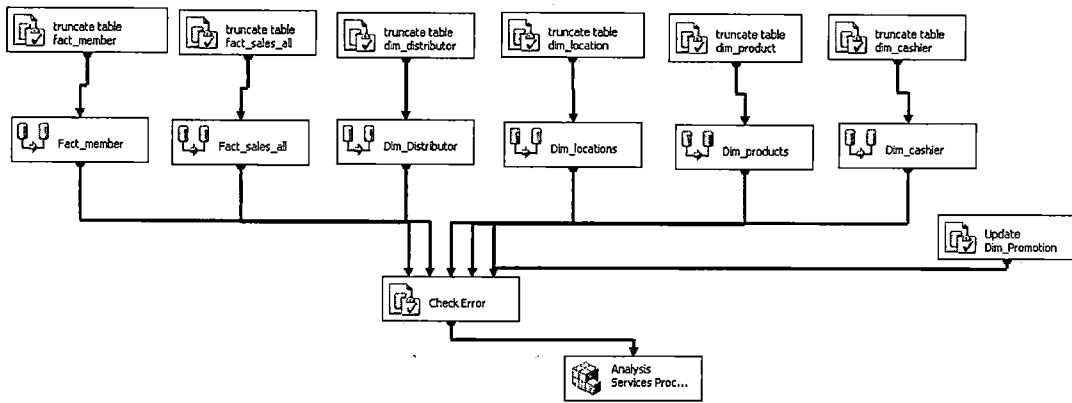 truncate table
fact_member
truncate table
fact_sales_all
truncate table
dim_distributor
truncate table
dim_location
truncate table
dim_product
truncate table
dim_cashier
Fact_member
Fact_sales_all
Dim_Distributor
Dim_locations
Dim_products
Dim_cashier
Update
Dim_Promotion
Check Error
Analysis
Services Proc...